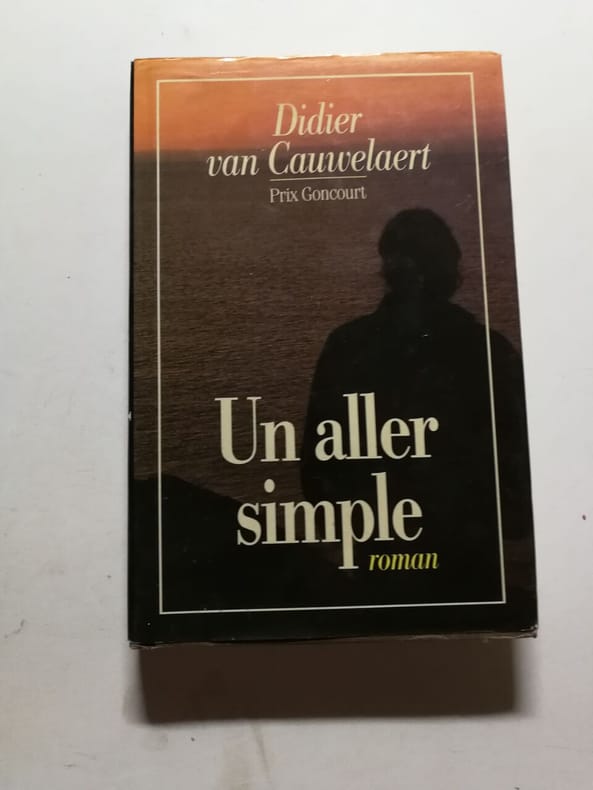 Didier
van Cauwelaert
Prix Goncourt
Un aller
simple
roman